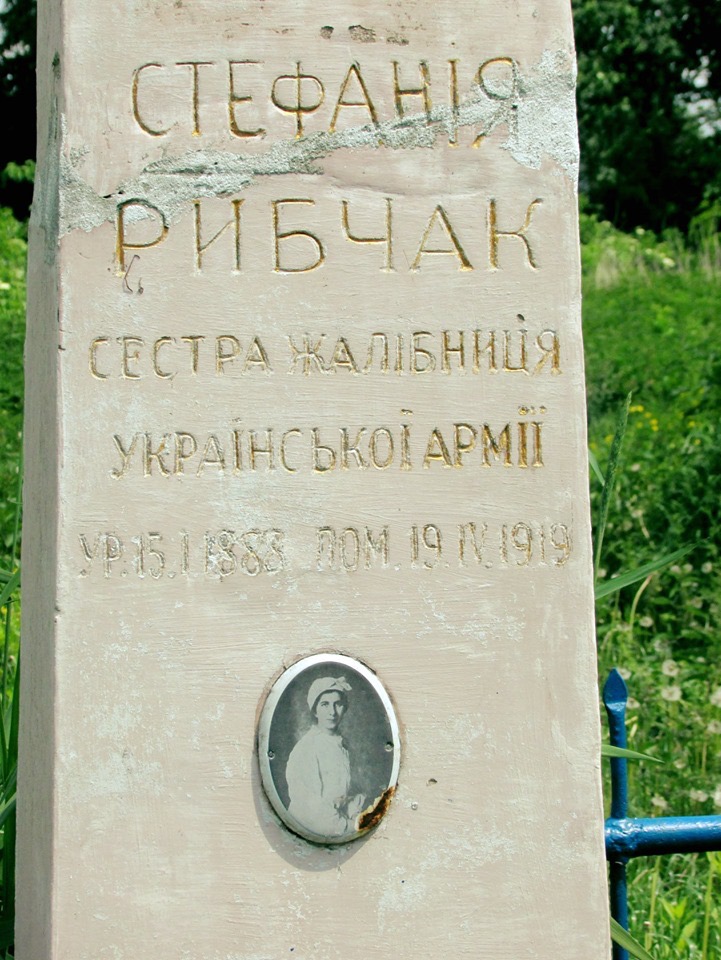 СТЕФАНІЯ
РИБЧАК
СЕСТРА ЖАЛІБНИЦЯ
УКРАЇНСЬКОЇ АРМІЇ
УР. 15. I 1888 ПОМ. 19. IV. 1919